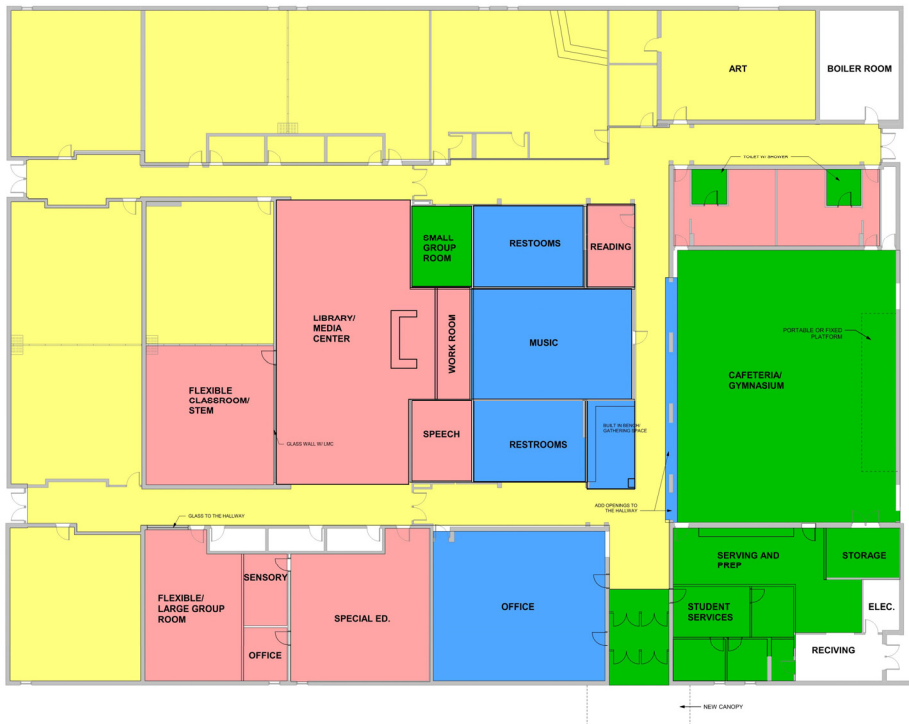 ART
BOILER ROOM
TOILET W/ SHOWER
SMALL
GROUP
ROOM
RESTOOMS
READING
LIBRARY/
MEDIA
CENTER
WORK ROOM
MUSIC
PORTABLE OR FIXED
PLATFORM
CAFETERIA/
GYMNASIUM
FLEXIBLE
CLASSROOM/
STEM
GLASS WALL W/ LMC
SPEECH
RESTROOMS
BUILT IN BENCH/
GATHERING SPACE
ADD OPENINGS TO
THE HALLWAY
GLASS TO THE HALLWAY
SERVING AND
PREP
STORAGE
SENSORY
FLEXIBLE/
LARGE GROUP
ROOM
SPECIAL ED.
OFFICE
STUDENT
SERVICES
ELEC.
OFFICE
RECIVING
NEW CANOPY